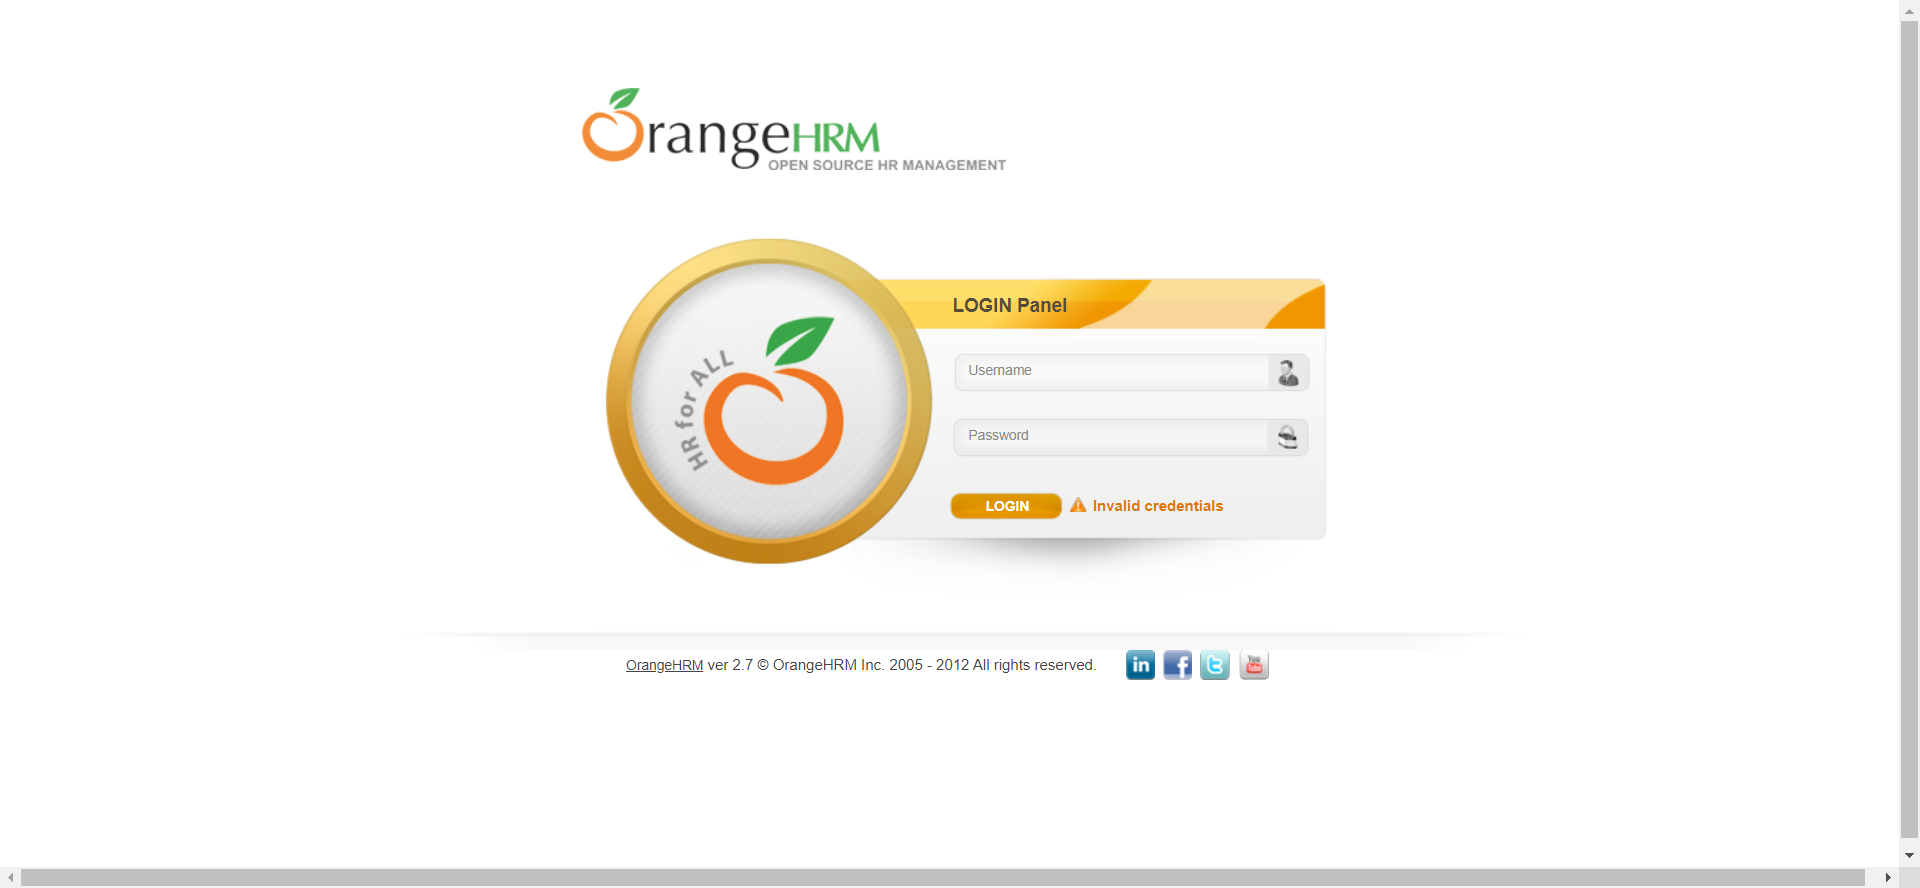 OrangeHRM
OPEN SOURCE HR MANAGEMENT
HR for ALL
LOGIN Panel
Username
Password
LOGIN
Invalid credentials
OrangeHRM ver 2.7 © OrangeHRM Inc. 2005 - 2012 All rights reserved.
in f t You Tube